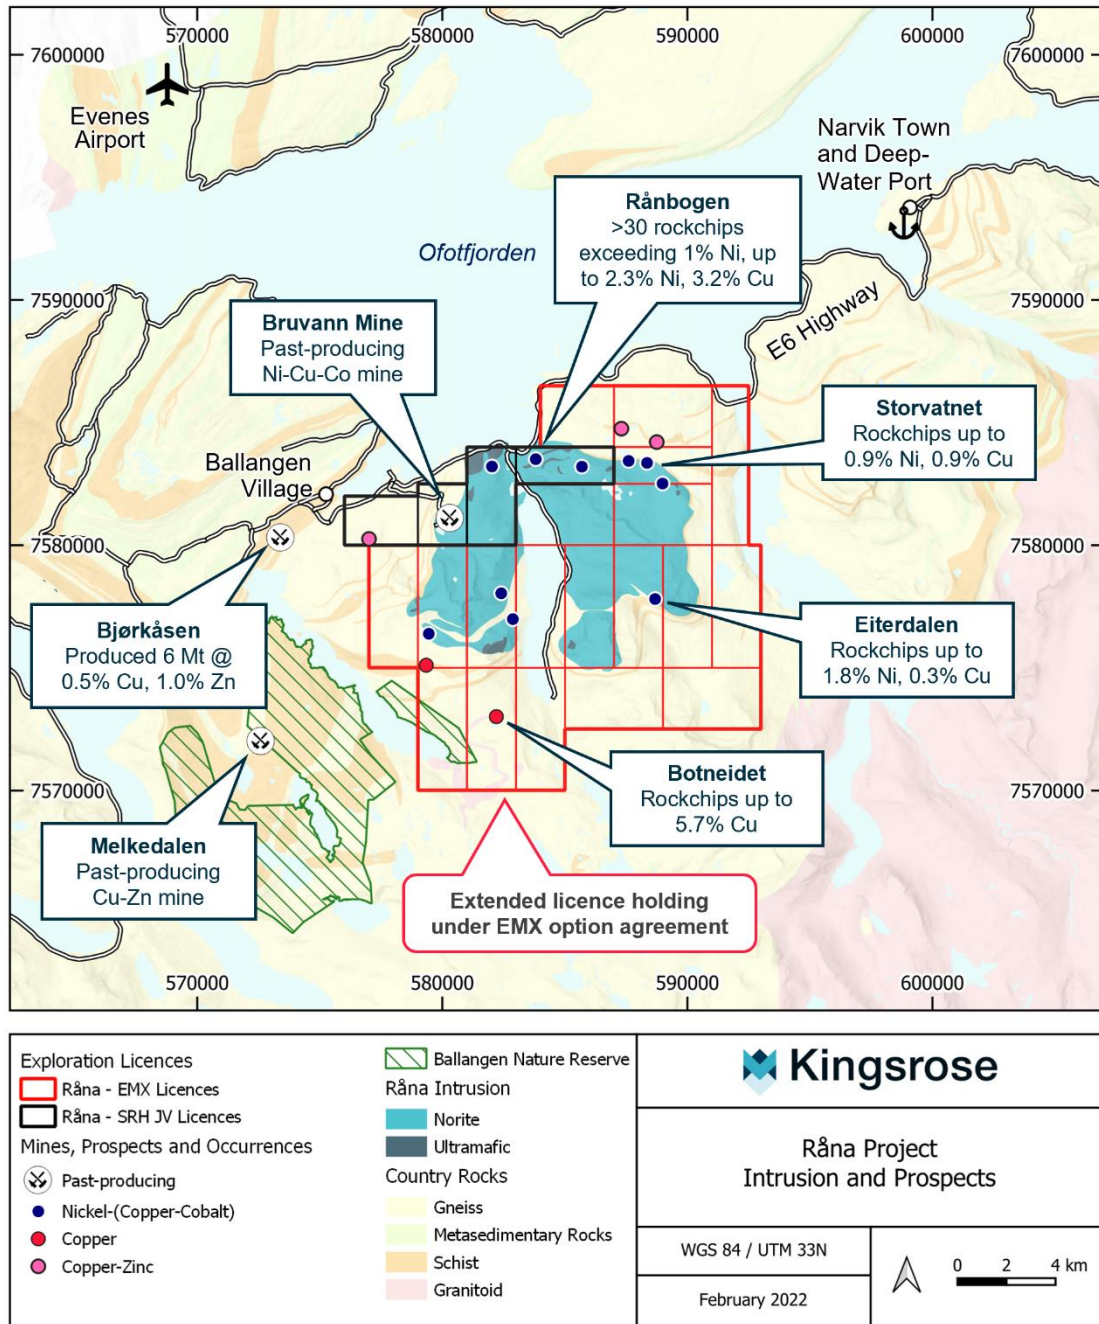 570000
580000
590000
600000
7600000
7600000
Evenes
Airport
Narvik Town
and Deep-
Water Port
Rånbogen
>30 rockchips
exceeding 1% Ni, up
to 2.3% Ni, 3.2% Cu
Ofotfjorden
7590000
7590000
E6 Highway
Bruvann Mine
Past-producing
Ni-Cu-Co mine
Storvatnet
Rockchips up to
0.9% Ni, 0.9% Cu
Ballangen
Village
7580000
7580000
Bjørkåsen
Produced 6 Mt @
0.5% Cu, 1.0% Zn
Eiterdalen
Rockchips up to
1.8% Ni, 0.3% Cu
Botneidet
Rockchips up to
5.7% Cu
7570000
7570000
Melkedalen
Past-producing
Cu-Zn mine
Extended licence holding
under EMX option agreement
570000
580000
590000
600000
Exploration Licences
Råna - EMX Licences
Råna - SRH JV Licences
Mines, Prospects and Occurrences
Past-producing
Nickel-(Copper-Cobalt)
Copper
Copper-Zinc
Ballangen Nature Reserve
Råna Intrusion
Norite
Ultramafic
Country Rocks
Gneiss
Metasedimentary Rocks
Schist
Granitoid
Kingsrose
Råna Project
Intrusion and Prospects
WGS 84 / UTM 33N
February 2022
0 2 4 km